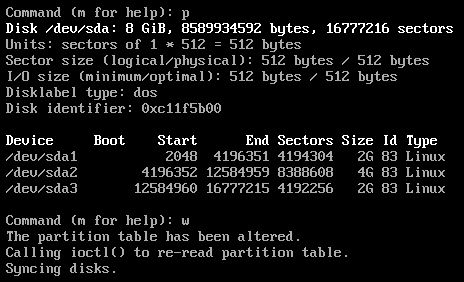 Command (m for help): p
Disk /dev/sda: 8 GiB, 8589934592 bytes, 16777216 sectors
Units: sectors of 1 * 512 = 512 bytes
Sector size (logical/physical): 512 bytes / 512 bytes
I/O size (minimum/optimal): 512 bytes / 512 bytes
Disklabel type: dos
Disk identifier: 0xc11f5b00

Device     Boot    Start      End Sectors Size Id Type
/dev/sda1           2048  4196351 4194304   2G 83 Linux
/dev/sda2        4196352 12584959 8388608   4G 83 Linux
/dev/sda3       12584960 16777215 4192256   2G 83 Linux

Command (m for help): w
The partition table has been altered.
Calling ioctl() to re-read partition table.
Syncing disks.